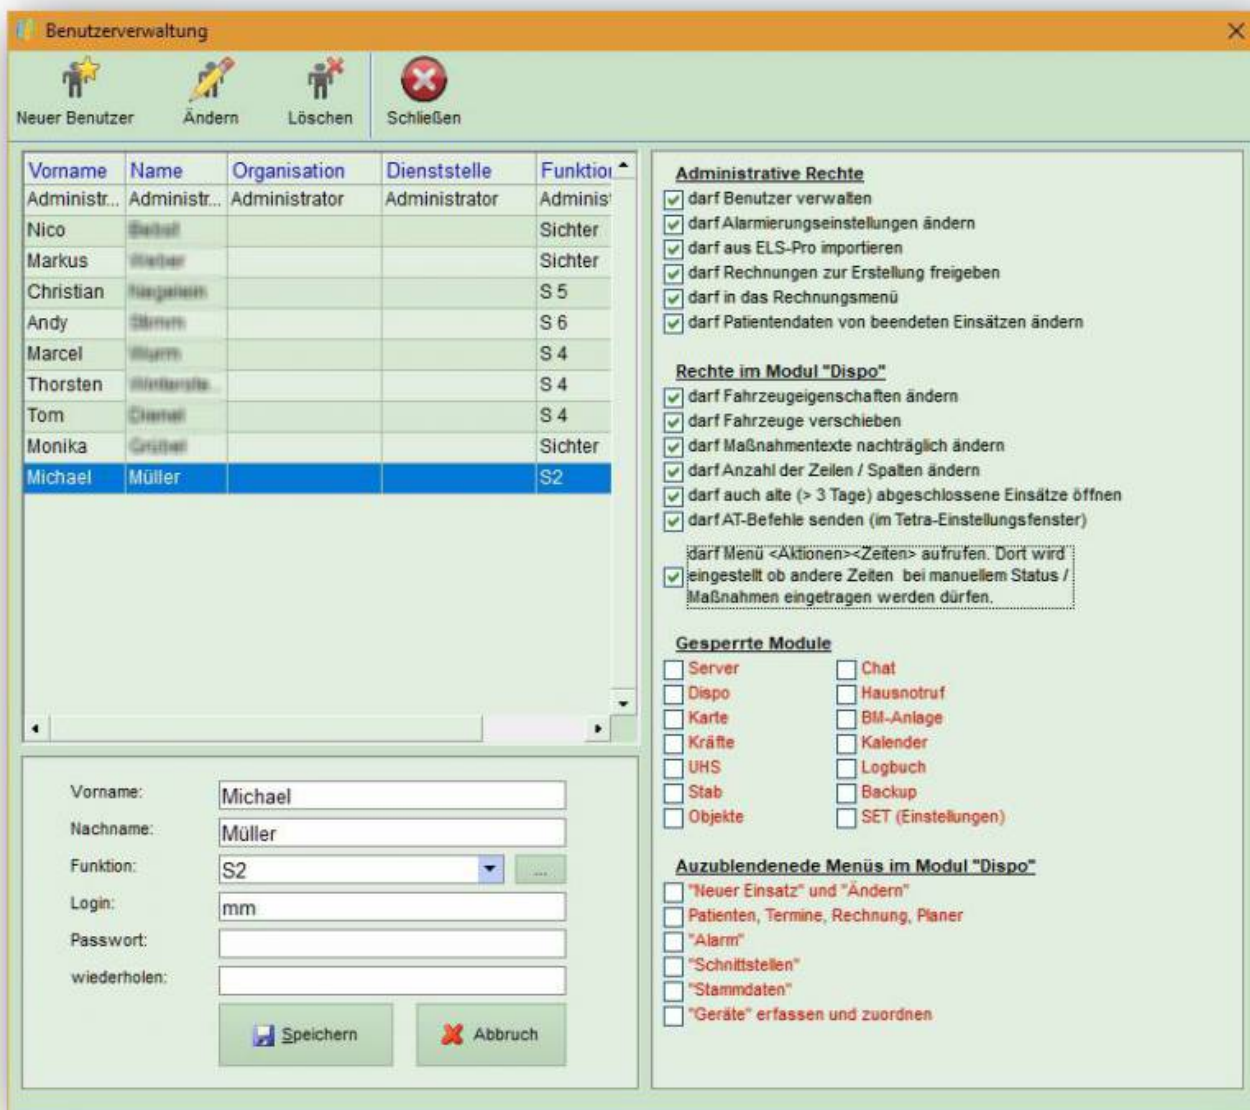 Benutzerverwaltung
Neuer Benutzer Ändern Löschen Schließen
Vorname Name Organisation Dienststelle Funktion
Administr... Administr... Administrator Administrator Adminis
Nico Sichter
Markus Sichter
Christian S 5
Andy S 6
Marcel S 4
Thorsten S 4
Tom S 4
Monika Sichter
Michael Müller S2
Vorname: Michael
Nachname: Müller
Funktion: S2 ...
Login: mm
Passwort:
wiederholen:
Speichern Abbruch
Administrative Rechte
darf Benutzer verwalten
darf Alarmierungseinstellungen ändern
darf aus ELS-Pro importieren
darf Rechnungen zur Erstellung freigeben
darf in das Rechnungsmenü
darf Patientendaten von beendeten Einsätzen ändern
Rechte im Modul "Dispo"
darf Fahrzeugeigenschaften ändern
darf Fahrzeuge verschieben
darf Maßnahmentexte nachträglich ändern
darf Anzahl der Zeilen / Spalten ändern
darf auch alte (> 3 Tage) abgeschlossene Einsätze öffnen
darf AT-Befehle senden (im Tetra-Einstellungsfenster)
darf Menü <Aktionen><Zeiten> aufrufen. Dort wird
eingestellt ob andere Zeiten bei manuellem Status /
Maßnahmen eingetragen werden dürfen.
Gesperrte Module
Server Chat
Dispo Hausnotruf
Karte BM-Anlage
Kräfte Kalender
UHS Logbuch
Stab Backup
Objekte SET (Einstellungen)
Auzublendenede Menüs im Modul "Dispo"
"Neuer Einsatz" und "Ändern"
Patienten, Termine, Rechnung, Planer
"Alarm"
"Schnittstellen"
"Stammdaten"
"Geräte" erfassen und zuordnen